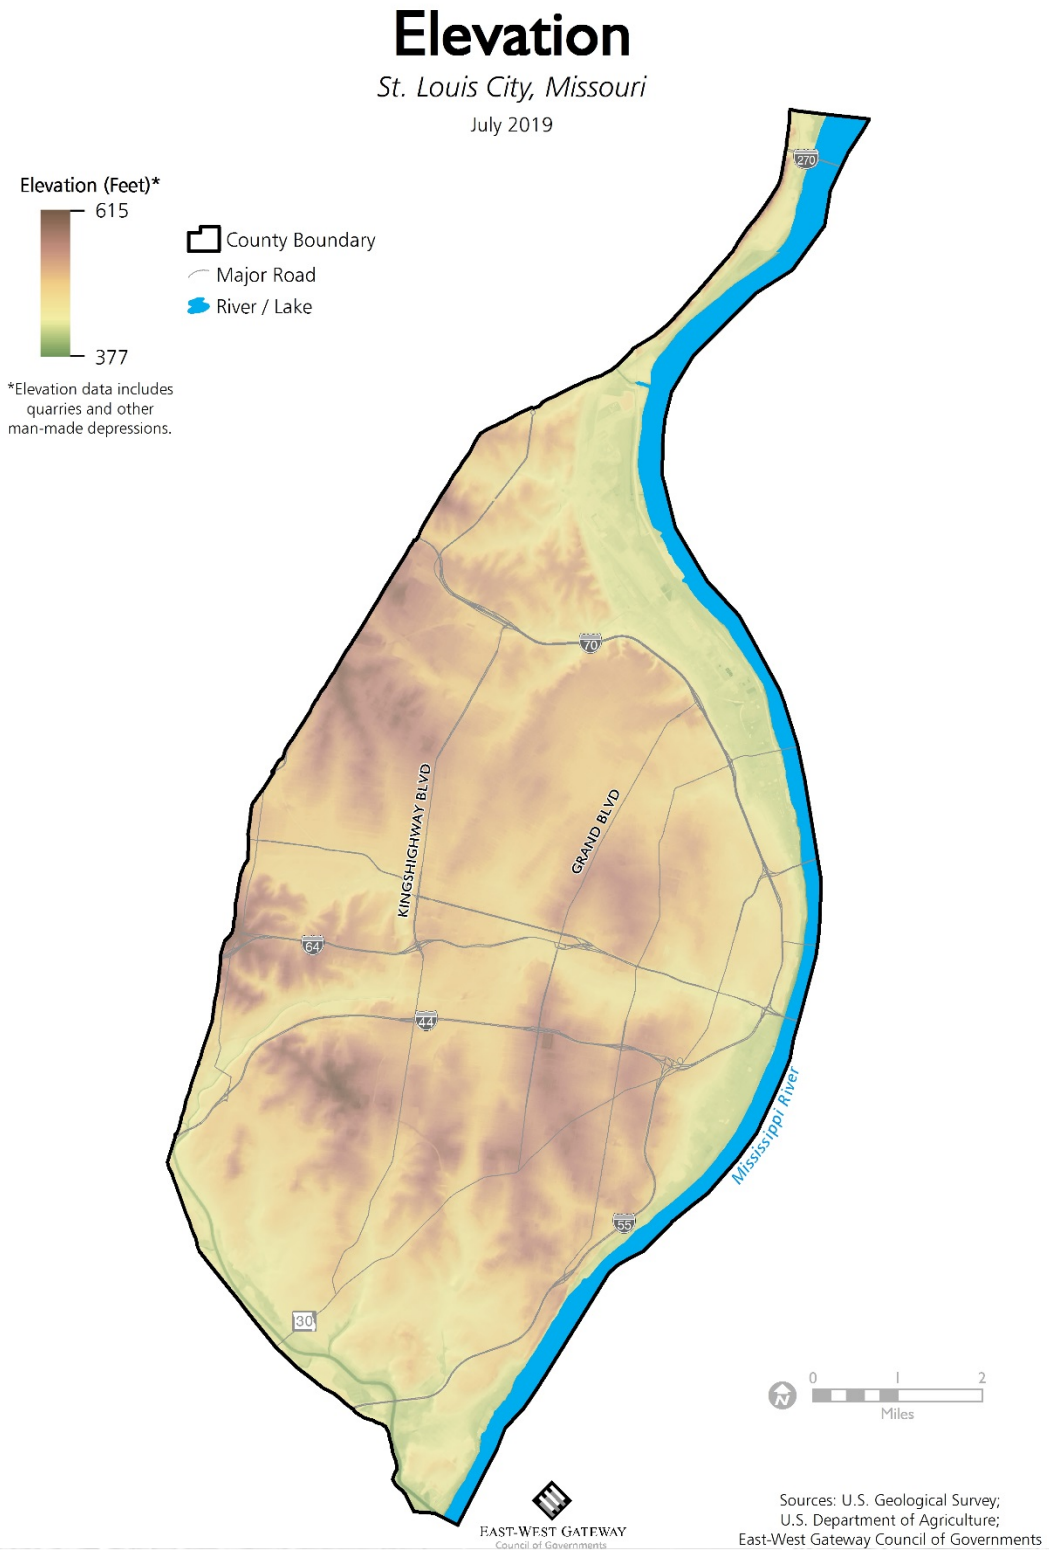 Elevation
St. Louis City, Missouri
July 2019
Elevation (Feet)*
615
377
*Elevation data includes
quarries and other
man-made depressions.
County Boundary
Major Road
River / Lake
270
70
KINGSHIGHWAY BLVD
GRAND BLVD
64
44
Mississippi River
55
30
0 1 2
N
Miles
EAST-WEST GATEWAY
Council of Governments
Sources: U.S. Geological Survey;
U.S. Department of Agriculture;
East-West Gateway Council of Governments